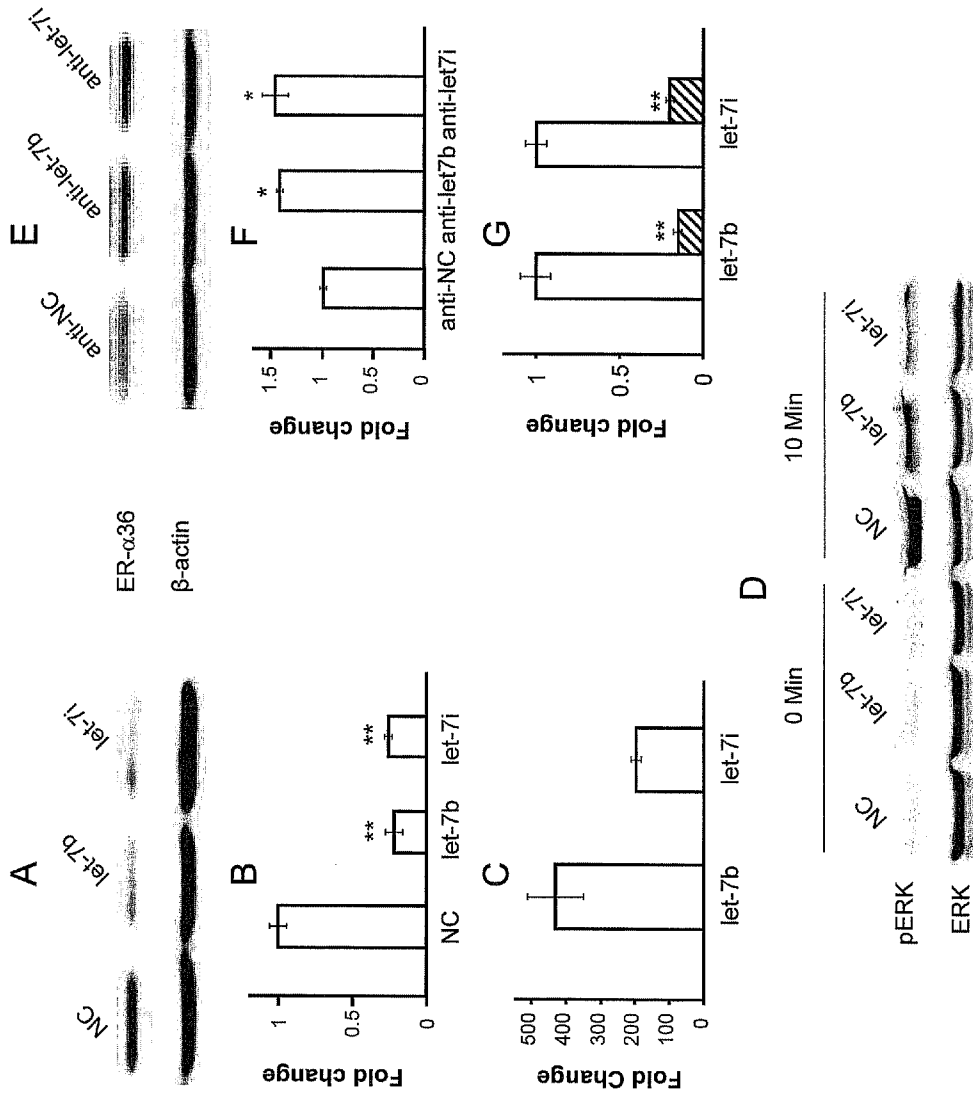 A
NC let-7b let-7i
ER-α36
β-actin
B
Fold change
1
0.5
0
NC let-7b let-7i
** **
C
Fold Change
500
400
300
200
100
0
let-7b let-7i
D
0 Min 10 Min
NC let-7b let-7i NC let-7b let-7i
pERK
ERK
E
anti-NC anti-let-7b anti-let-7i
F
Fold change
1.5
1
0.5
0
* *
anti-NC anti-let7b anti-let7i
G
Fold change
1
0.5
0
** **
let-7b let-7i